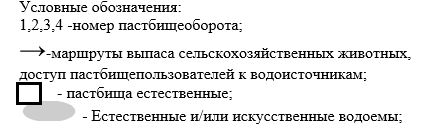 Условные обозначения:
1,2,3,4 -номер пастбищеоборота;
-маршруты выпаса сельскохозяйственных животных,
доступ пастбищепользователей к водоисточникам;
- пастбища естественные;
- Естественные и/или искусственные водоемы;